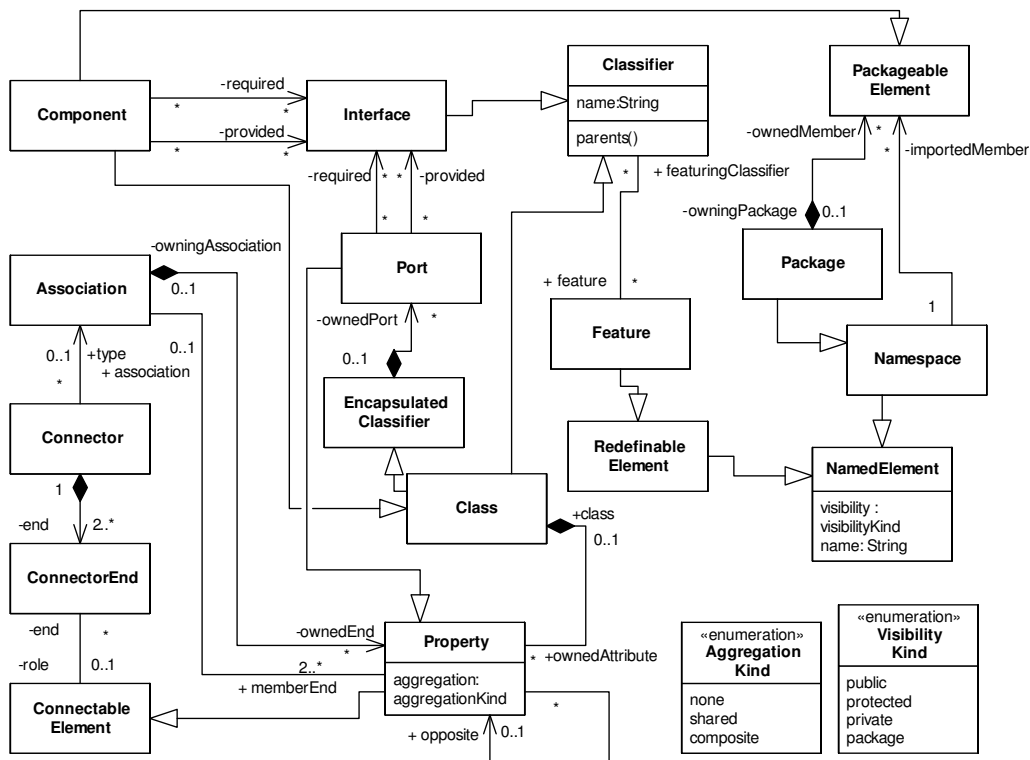 Classifier
name:String
parents()
Packageable
Element
Component
-required
*
*
-provided
*
*
Interface
-ownedMember
*
*
-importedMember
-required
*
*
-provided
*
*
+ featuringClassifier
*
-owningPackage
0..1
-owningAssociation
0..1
Association
Port
Package
+ feature
*
-ownedPort
*
0..1
Feature
1
Namespace
0..1
+type
0..1
+ association
*
Encapsulated
Classifier
Connector
Redefinable
Element
NamedElement
visibility :
visibilityKind
name: String
1
-end
2..*
Class
+class
0..1
ConnectorEnd
-end
*
-role
0..1
-ownedEnd
*
Property
aggregation:
aggregationKind
*
+ownedAttribute
2..*
+ memberEnd
Connectable
Element
+ opposite
0..1
*
«enumeration»
Aggregation
Kind
none
shared
composite
«enumeration»
Visibility
Kind
public
protected
private
package